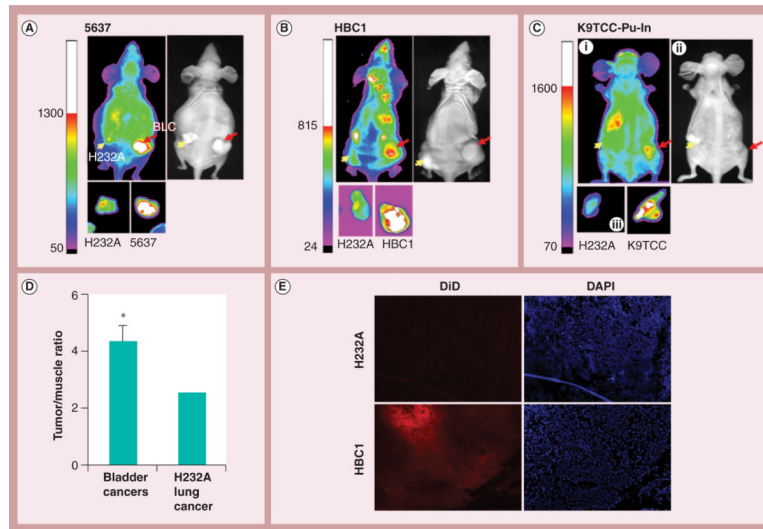 A
5637
1300
50
H232A
BLC
H232A 5637
B
HBC1
815
24
H232A HBC1
C
K9TCC-Pu-In
i
ii
1600
70
iii
H232A K9TCC
D
Tumor/muscle ratio
6
4
2
0
*
Bladder
cancers
H232A
lung
cancer
E
DiD
DAPI
H232A
HBC1